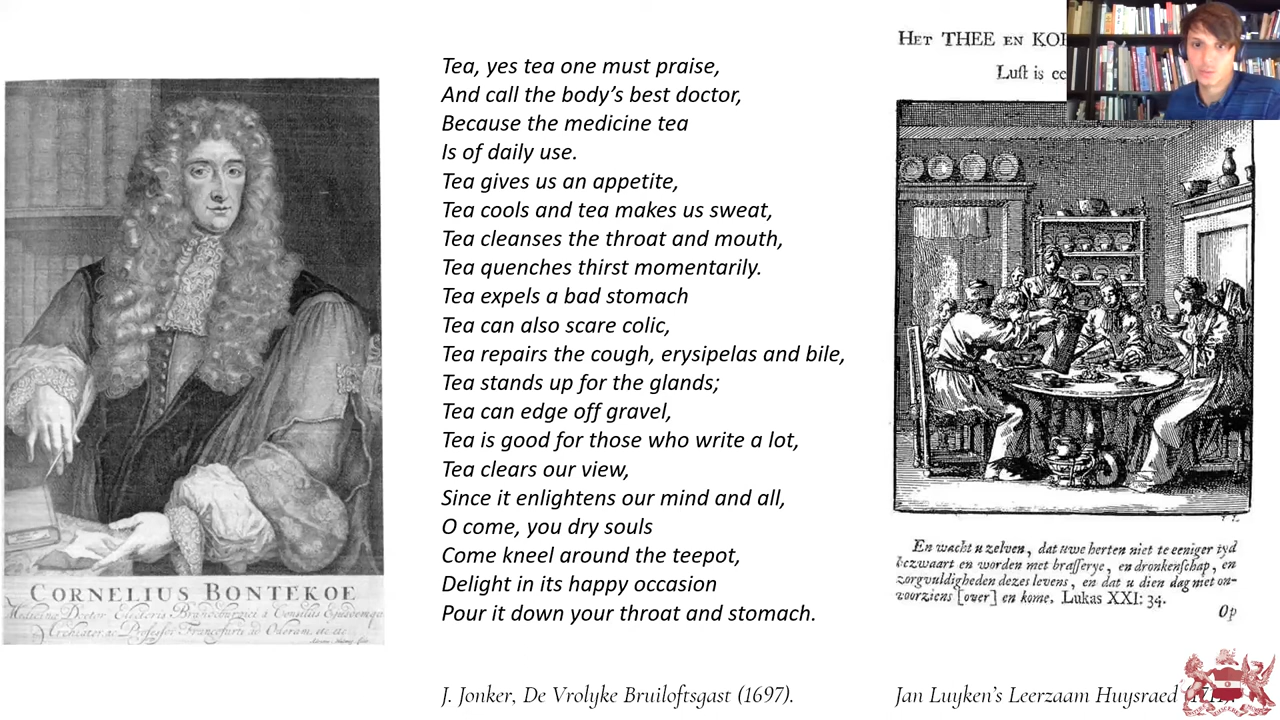 Tea, yes tea one must praise,
And call the body’s best doctor,
Because the medicine tea
Is of daily use.
Tea gives us an appetite,
Tea cools and tea makes us sweat,
Tea cleanses the throat and mouth,
Tea quenches thirst momentarily.
Tea expels a bad stomach
Tea can also scare colic,
Tea repairs the cough, erysipelas and bile,
Tea stands up for the glands;
Tea can edge off gravel,
Tea is good for those who write a lot,
Tea clears our view,
Since it enlightens our mind and all,
O come, you dry souls
Come kneel around the teepot,
Delight in its happy occasion
Pour it down your throat and stomach.
J. Jonker, De Vrolyke Bruiloftsgast (1697).
CORNELIUS BONTEKOE
HET THEE EN
Luſt is
En wacht u zelven, dat uwe herten niet te eeniger tyd
bezwaart en worden met braſſerye, en dronkenſchap, en
zorgvuldigheden dezes levens, en dat u dien dag niet on-
voorziens [over] en kome, Lukas XXI: 34.
Op
Jan Luyken’s Leerzaam Huysraed